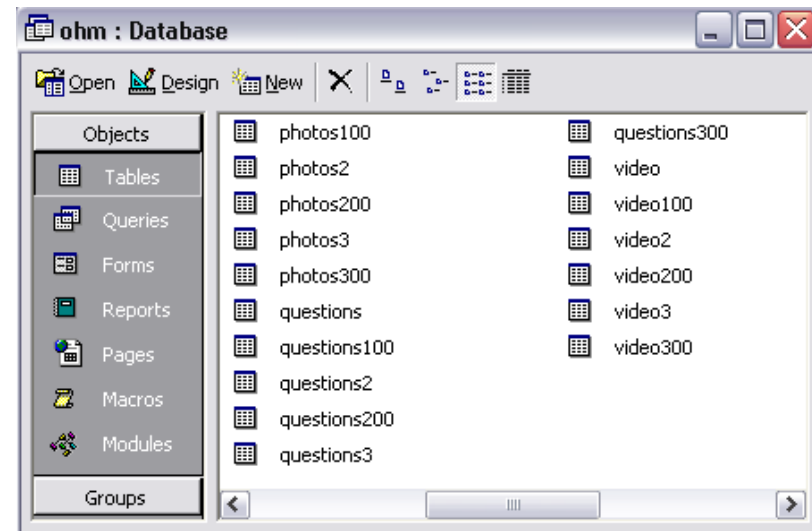 ohm : Database
Open Design New
Objects
Tables
Queries
Forms
Reports
Pages
Macros
Modules
Groups
photos100
photos2
photos200
photos3
photos300
questions
questions100
questions2
questions200
questions3
questions300
video
video100
video2
video200
video3
video300